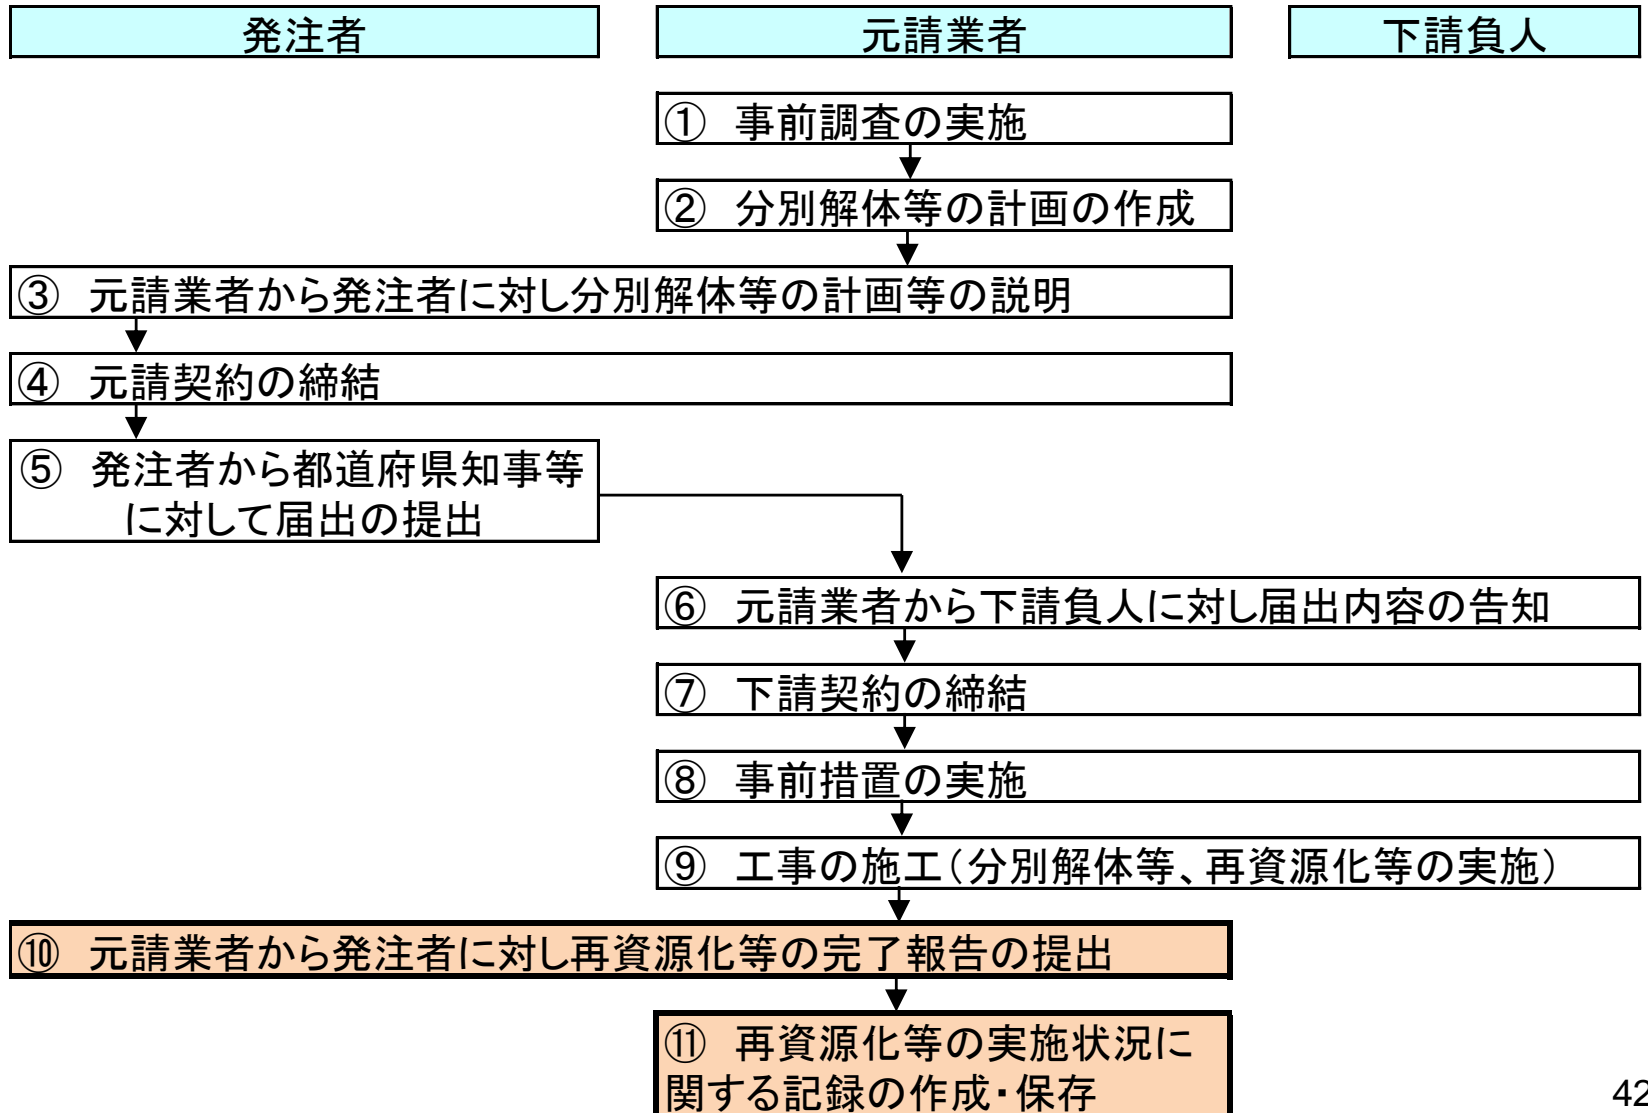 発注者
元請業者
下請負人
① 事前調査の実施
② 分別解体等の計画の作成
③ 元請業者から発注者に対し分別解体等の計画等の説明
④ 元請契約の締結
⑤ 発注者から都道府県知事等
に対して届出の提出
⑥ 元請業者から下請負人に対し届出内容の告知
⑦ 下請契約の締結
⑧ 事前措置の実施
⑨ 工事の施工(分別解体等、再資源化等の実施)
⑩ 元請業者から発注者に対し再資源化等の完了報告の提出
⑪ 再資源化等の実施状況に
関する記録の作成・保存
42